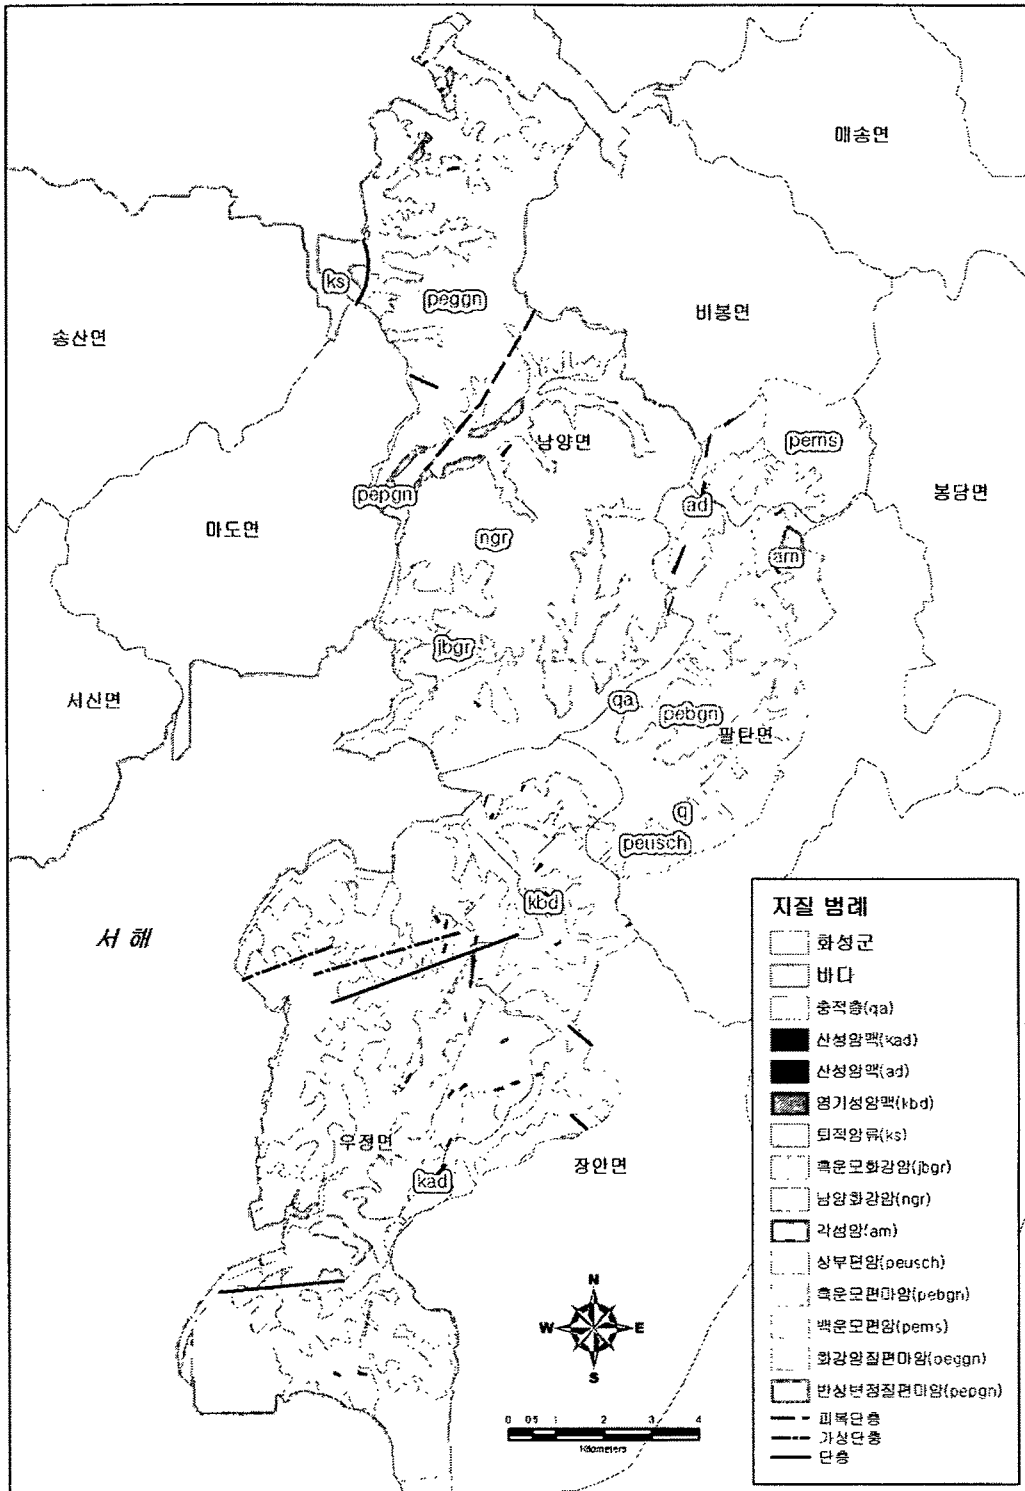 매송면
ks
peggn
비봉면
송산면
남양면
pems
pepgn
ad
봉담면
마도면
ngr
am
jbgr
서신면
qa
pebgn
팔탄면
q
peusch
kbd
서해
우정면
장안면
kad
N
W E
S
0 0.5 1 2 3 4
Kilometers
지질 범례
화성군
바다
충적층(qa)
산성암맥(kad)
산성암맥(ad)
염기성암맥(kbd)
퇴적암류(ks)
흑운모화강암(jbgr)
남양화강암(ngr)
각섬암(am)
상부편암(peusch)
흑운모편마암(pebgn)
백운모편암(pems)
화강암질편마암(peggn)
반상변정질편마암(pepgn)
피복단층
가상단층
단층